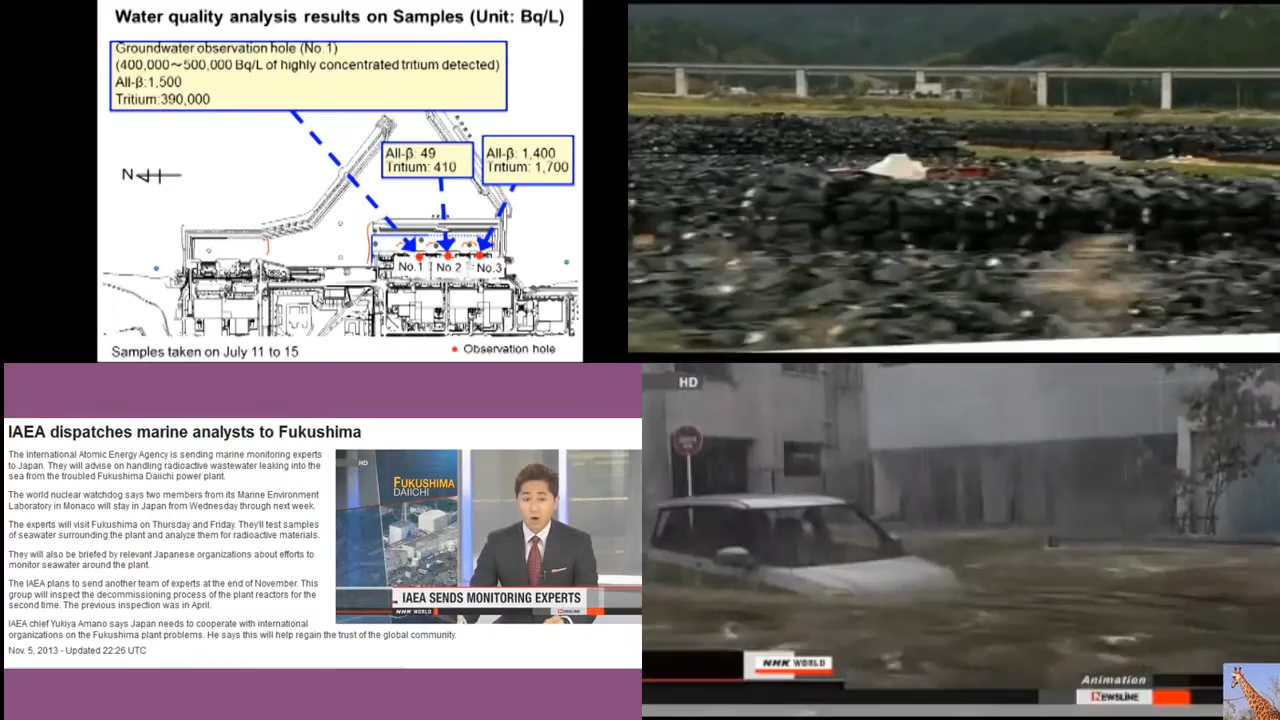 Water quality analysis results on Samples (Unit: Bq/L)
Groundwater observation hole (No.1)
(400,000~500,000 Bq/L of highly concentrated tritium detected)
All-β:1,500
Tritium:390,000
All-β: 49
Tritium: 410
All-β: 1,400
Tritium: 1,700
N
No.1
No 2
No.3
Samples taken on July 11 to 15
Observation hole
IAEA dispatches marine analysts to Fukushima
The International Atomic Energy Agency is sending marine monitoring experts
to Japan. They will advise on handling radioactive wastewater leaking into the
sea from the troubled Fukushima Daiichi power plant.
The world nuclear watchdog says two members from its Marine Environment
Laboratory in Monaco will stay in Japan from Wednesday through next week.
The experts will visit Fukushima on Thursday and Friday. They'll test samples
of seawater surrounding the plant and analyze them for radioactive materials.
They will also be briefed by relevant Japanese organizations about efforts to
monitor seawater around the plant.
The IAEA plans to send another team of experts at the end of November. This
group will inspect the decommissioning process of the plant reactors for the
second time. The previous inspection was in April.
IAEA chief Yukiya Amano says Japan needs to cooperate with international
organizations on the Fukushima plant problems. He says this will help regain the trust of the global community.
Nov. 5, 2013 - Updated 22:26 UTC
HD
FUKUSHIMA
DAIICHI
IAEA SENDS MONITORING EXPERTS
NHK WORLD
NEWSLINE
HD
NHK WORLD
Animation
NEWSLINE